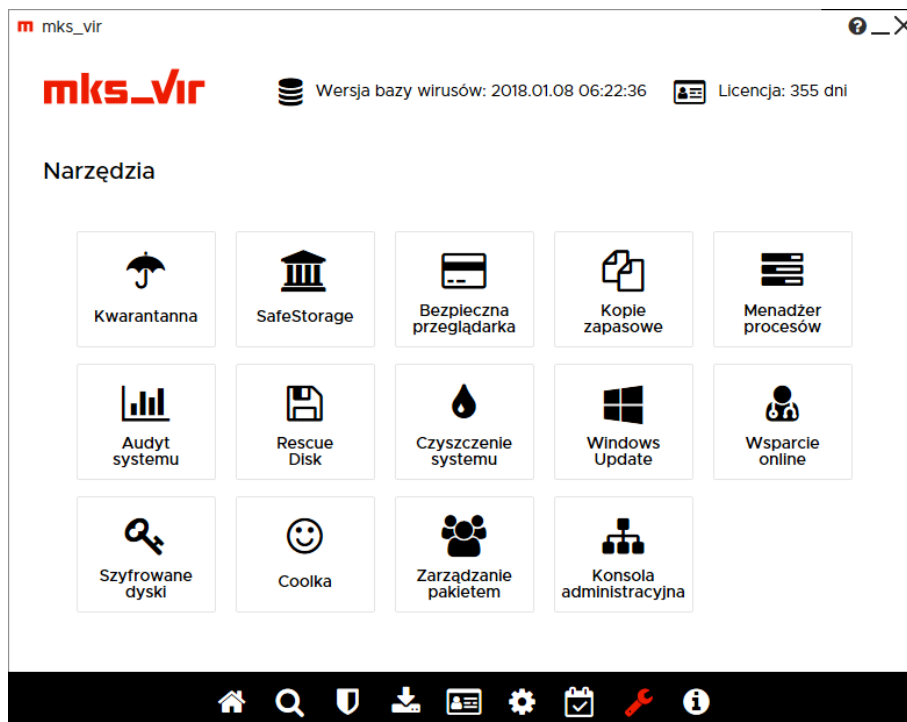 mks_vir
mks_vir
Wersja bazy wirusów: 2018.01.08 06:22:36
Licencja: 355 dni
Narzędzia
Kwarantanna
SafeStorage
Bezpieczna
przeglądarka
Kopie
zapasowe
Menadżer
procesów
Audyt
systemu
Rescue
Disk
Czyszczenie
systemu
Windows
Update
Wsparcie
online
Szyfrowane
dyski
Coolka
Zarządzanie
pakietem
Konsola
administracyjna